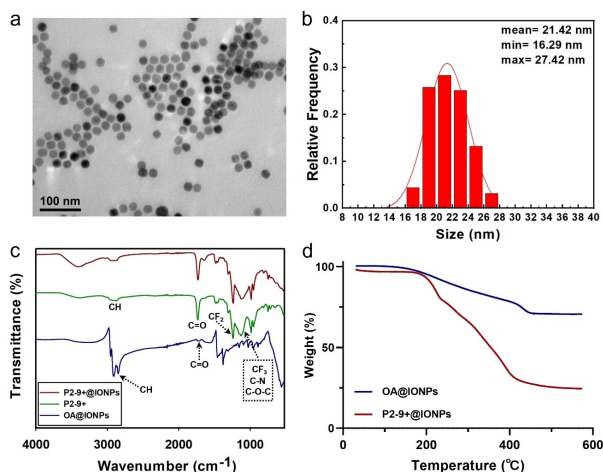 a
100 nm
b
mean= 21.42 nm
min= 16.29 nm
max= 27.42 nm
Relative Frequency
0.4
0.3
0.2
0.1
0.0
8 10 12 14 16 18 20 22 24 26 28 30 32 34 36 38 40
Size (nm)
c
Transmittance (%)
CH
C=O
CF2
CH
C=O
CF3
C-N
C-O-C
P2-9+@IONPs
P2-9+
OA@IONPs
4000 3000 2000 1000
Wavenumber (cm-1)
d
Weight (%)
100
75
50
25
0
OA@IONPs
P2-9+@IONPs
0 200 400 600
Temperature (℃)